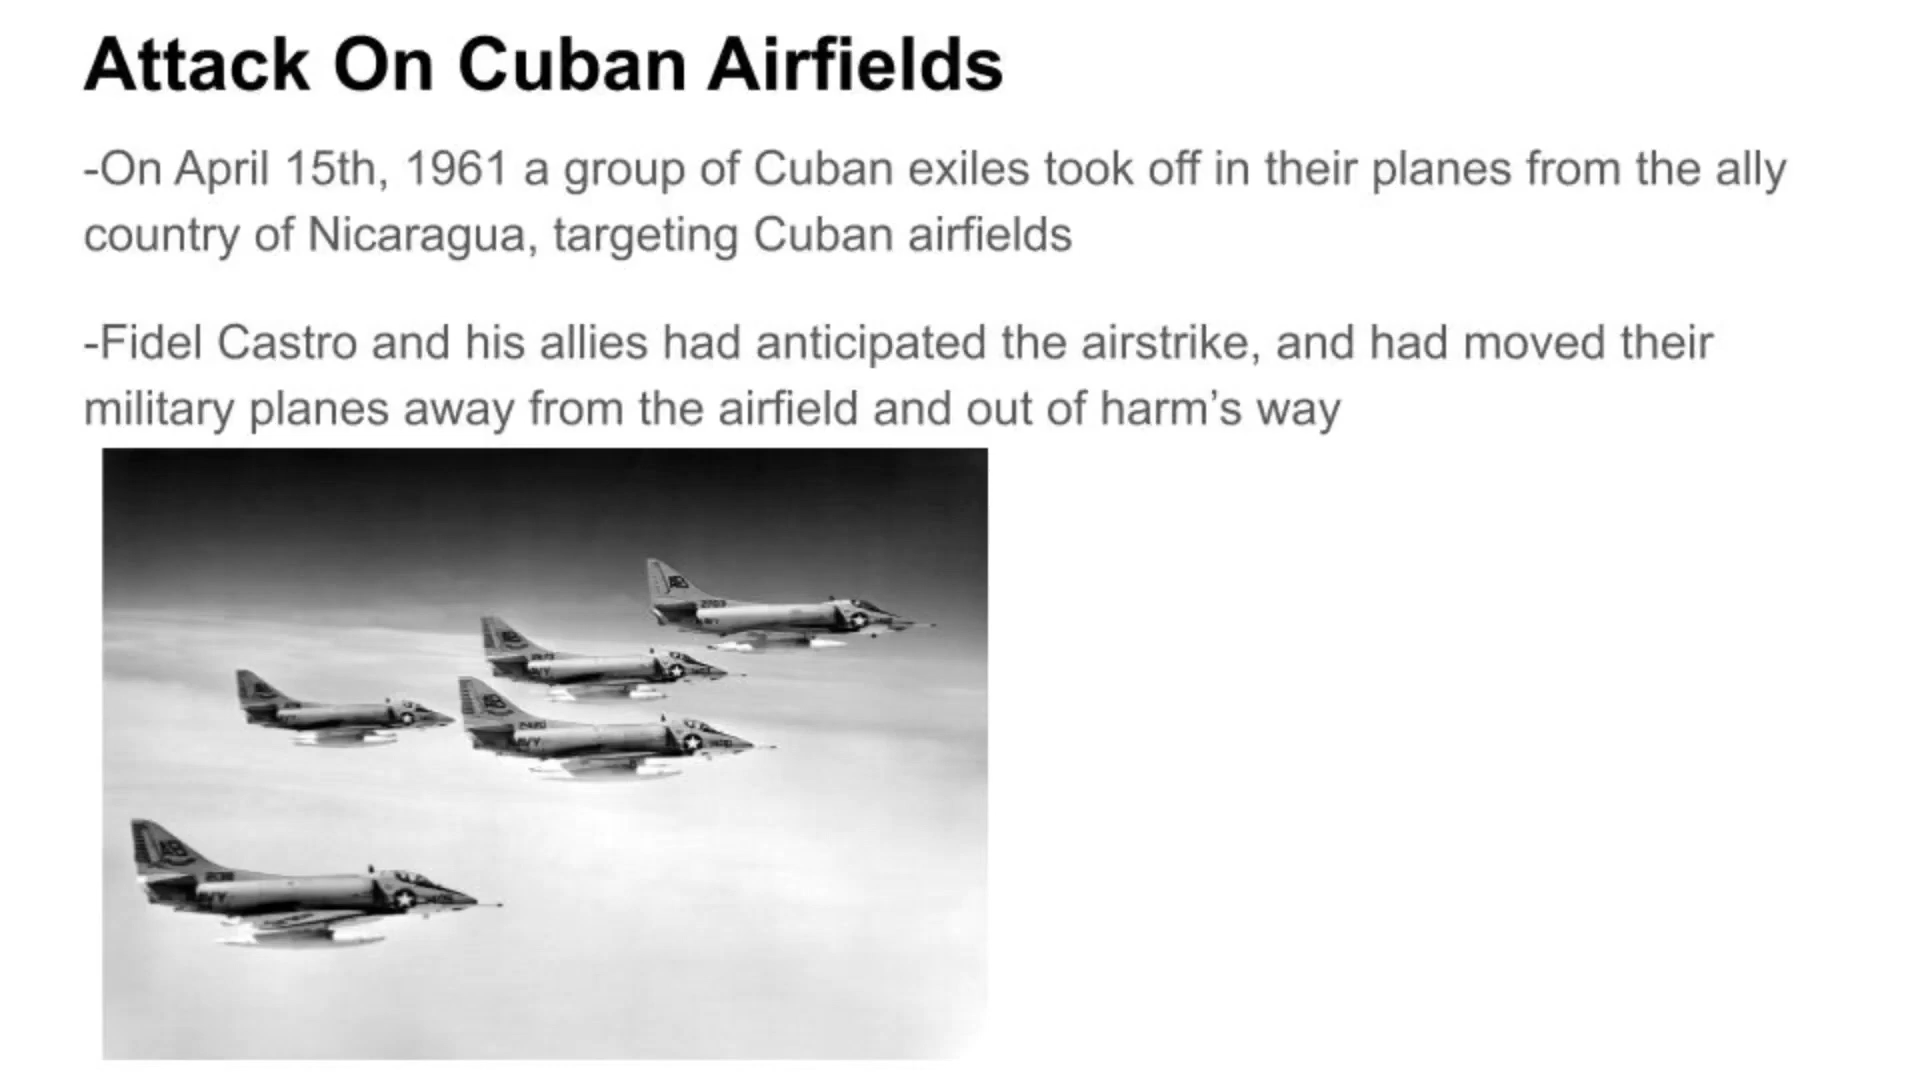 Attack On Cuban Airfields
-On April 15th, 1961 a group of Cuban exiles took off in their planes from the ally
country of Nicaragua, targeting Cuban airfields
-Fidel Castro and his allies had anticipated the airstrike, and had moved their
military planes away from the airfield and out of harm's way